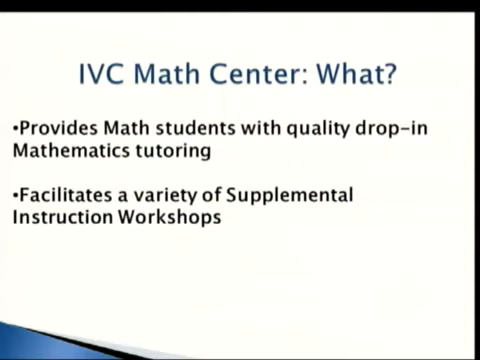 IVC Math Center: What?
•Provides Math students with quality drop-in
Mathematics tutoring
•Facilitates a variety of Supplemental
Instruction Workshops